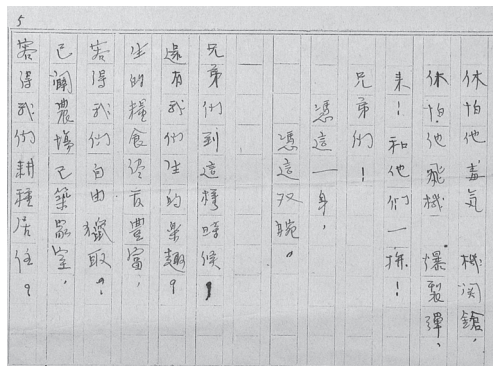 5
休怕他毒気 機関鎗，
休怕他飛機 爆裂彈，
来！和他們一拚！
兄弟們！
憑這一身，
憑這双腕。
兄弟們到這樣時候！
還有我們生的樂趣？
生的糧食儘豐富，
容得我們自由獵取？
已闢農場已築家室，
容得我們耕種居住？